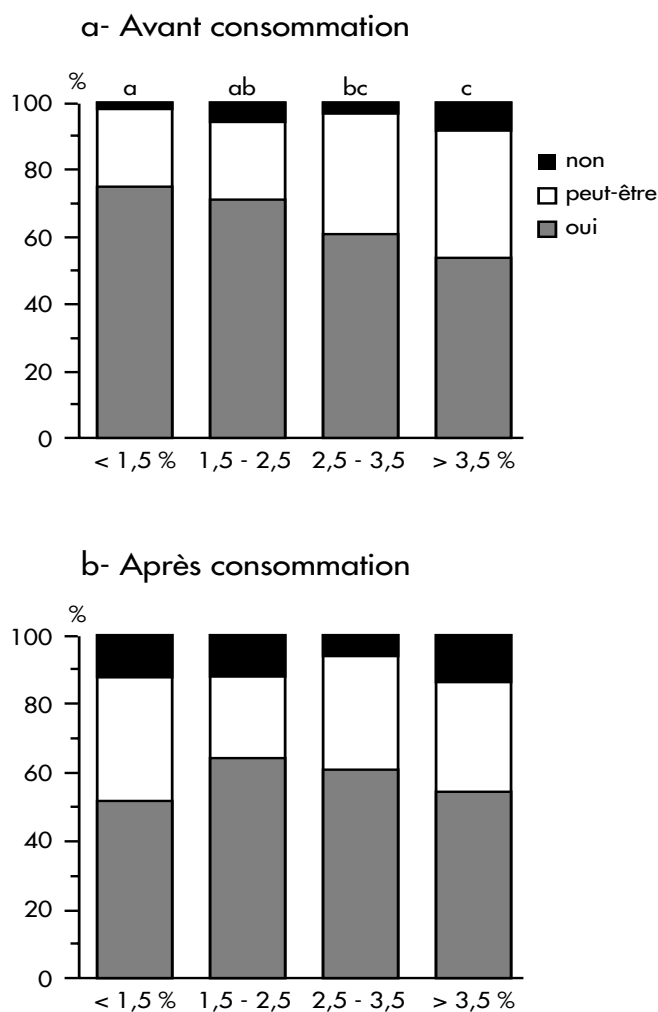 a- Avant consommation
%
a ab bc c
100
80
60
40
20
0
non
peut-être
oui
< 1,5 % 1,5 - 2,5 2,5 - 3,5 > 3,5 %
b- Après consommation
%
100
80
60
40
20
0
< 1,5 % 1,5 - 2,5 2,5 - 3,5 > 3,5 %